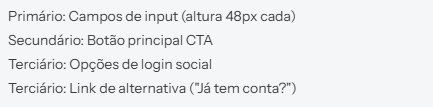 Primário: Campos de input (altura 48px cada)
Secundário: Botão principal CTA
Terciário: Opções de login social
Terciário: Link de alternativa ("Já tem conta?")